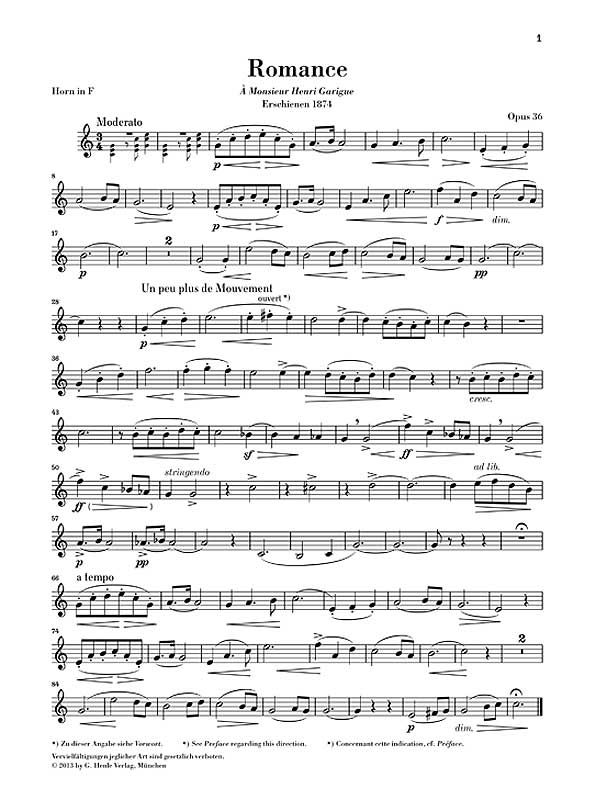 1
Romance
Horn in F
À Monsieur Henri Garigue
Erschienen 1874
Opus 36
Moderato
3
4
p
8
p
f
dim.
17
2
p
pp
Un peu plus de Mouvement
ouvert *)
28
p
36
cresc.
43
sf
ff
ff
stringendo
ad lib.
50
ff
57
p
pp
a tempo
66
74
2
84
p
dim.
*) Zu dieser Angabe siehe Vorwort.
*) See Preface regarding this direction.
*) Concernant cette indication, cf. Préface.
Vervielfältigungen jeglicher Art sind gesetzlich verboten.
© 2013 by G. Henle Verlag, München